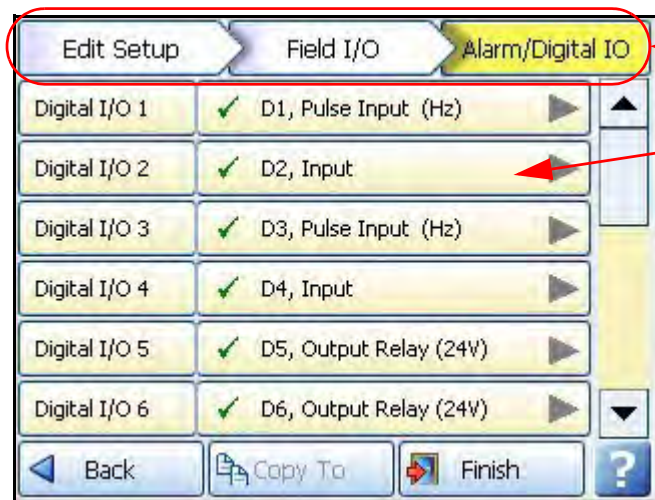 Edit Setup Field I/O Alarm/Digital IO
Digital I/O 1 D1, Pulse Input (Hz)
Digital I/O 2 D2, Input
Digital I/O 3 D3, Pulse Input (Hz)
Digital I/O 4 D4, Input
Digital I/O 5 D5, Output Relay (24V)
Digital I/O 6 D6, Output Relay (24V)
Back Copy To Finish ?